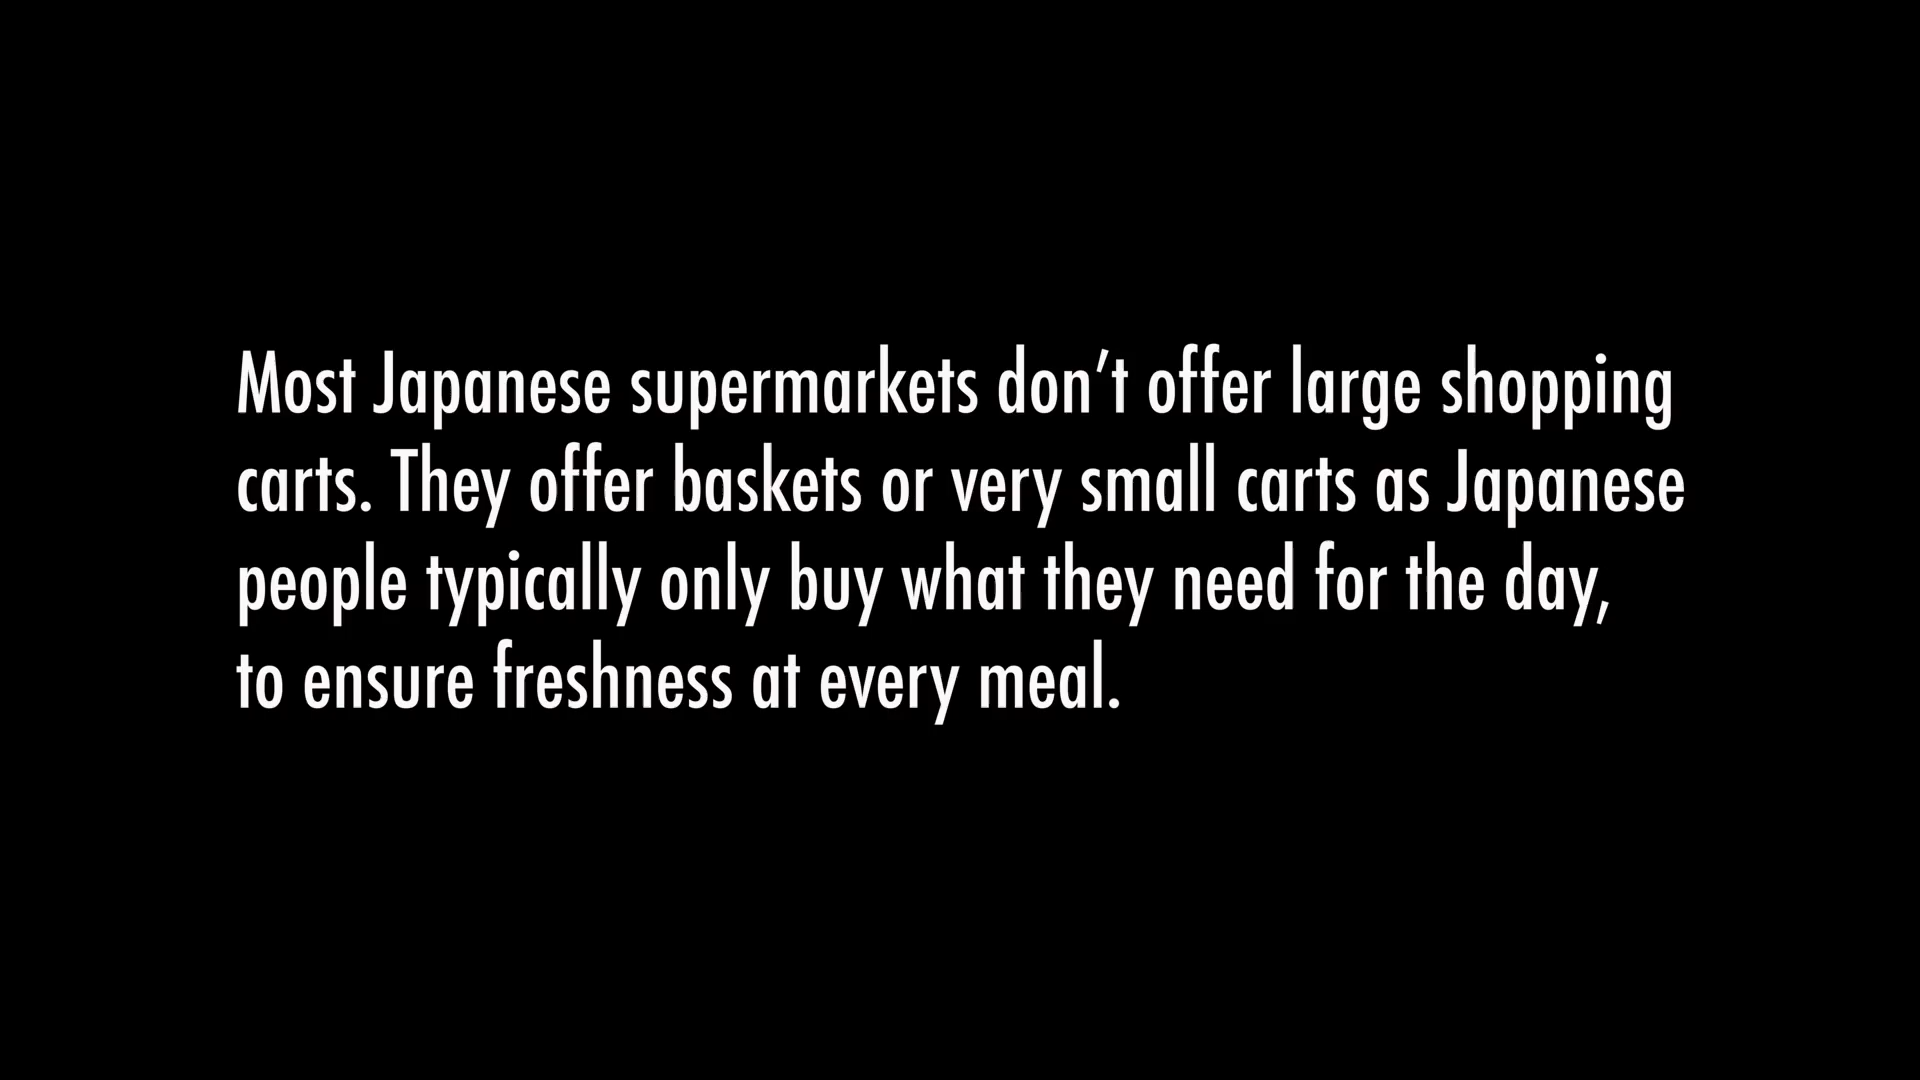 Most Japanese supermarkets don’t offer large shopping
carts. They offer baskets or very small carts as Japanese
people typically only buy what they need for the day,
to ensure freshness at every meal.